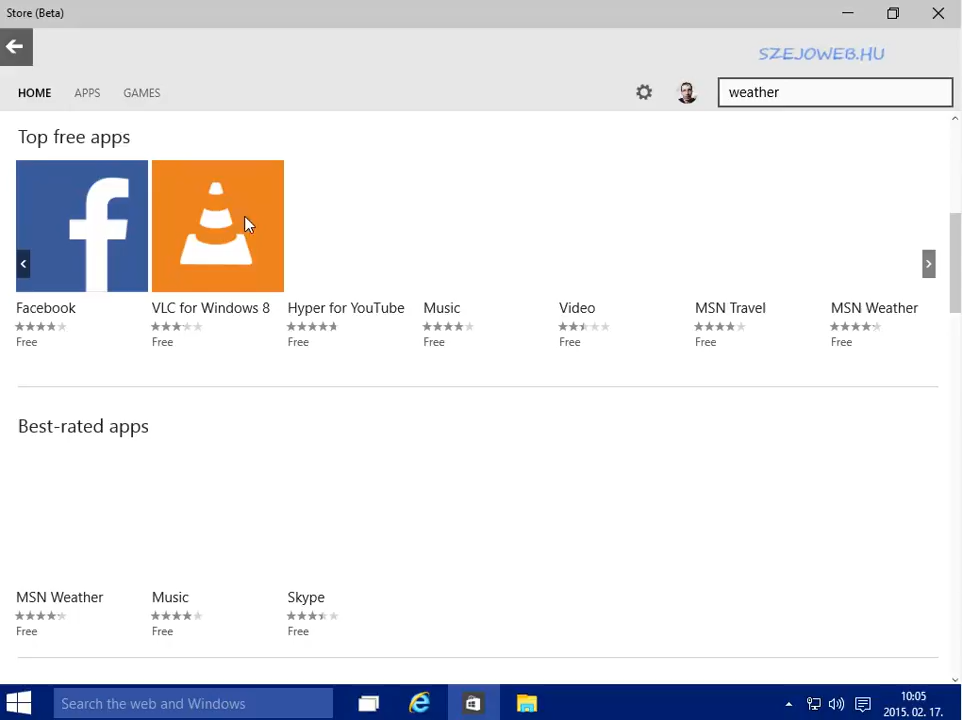 Store (Beta)
SZEJOWEB.HU
HOME APPS GAMES weather
Top free apps
Facebook VLC for Windows 8 Hyper for YouTube Music Video MSN Travel MSN Weather
Free Free Free Free Free Free Free
Best-rated apps
MSN Weather Music Skype
Free Free Free
Search the web and Windows
10:05
2015. 02. 17.